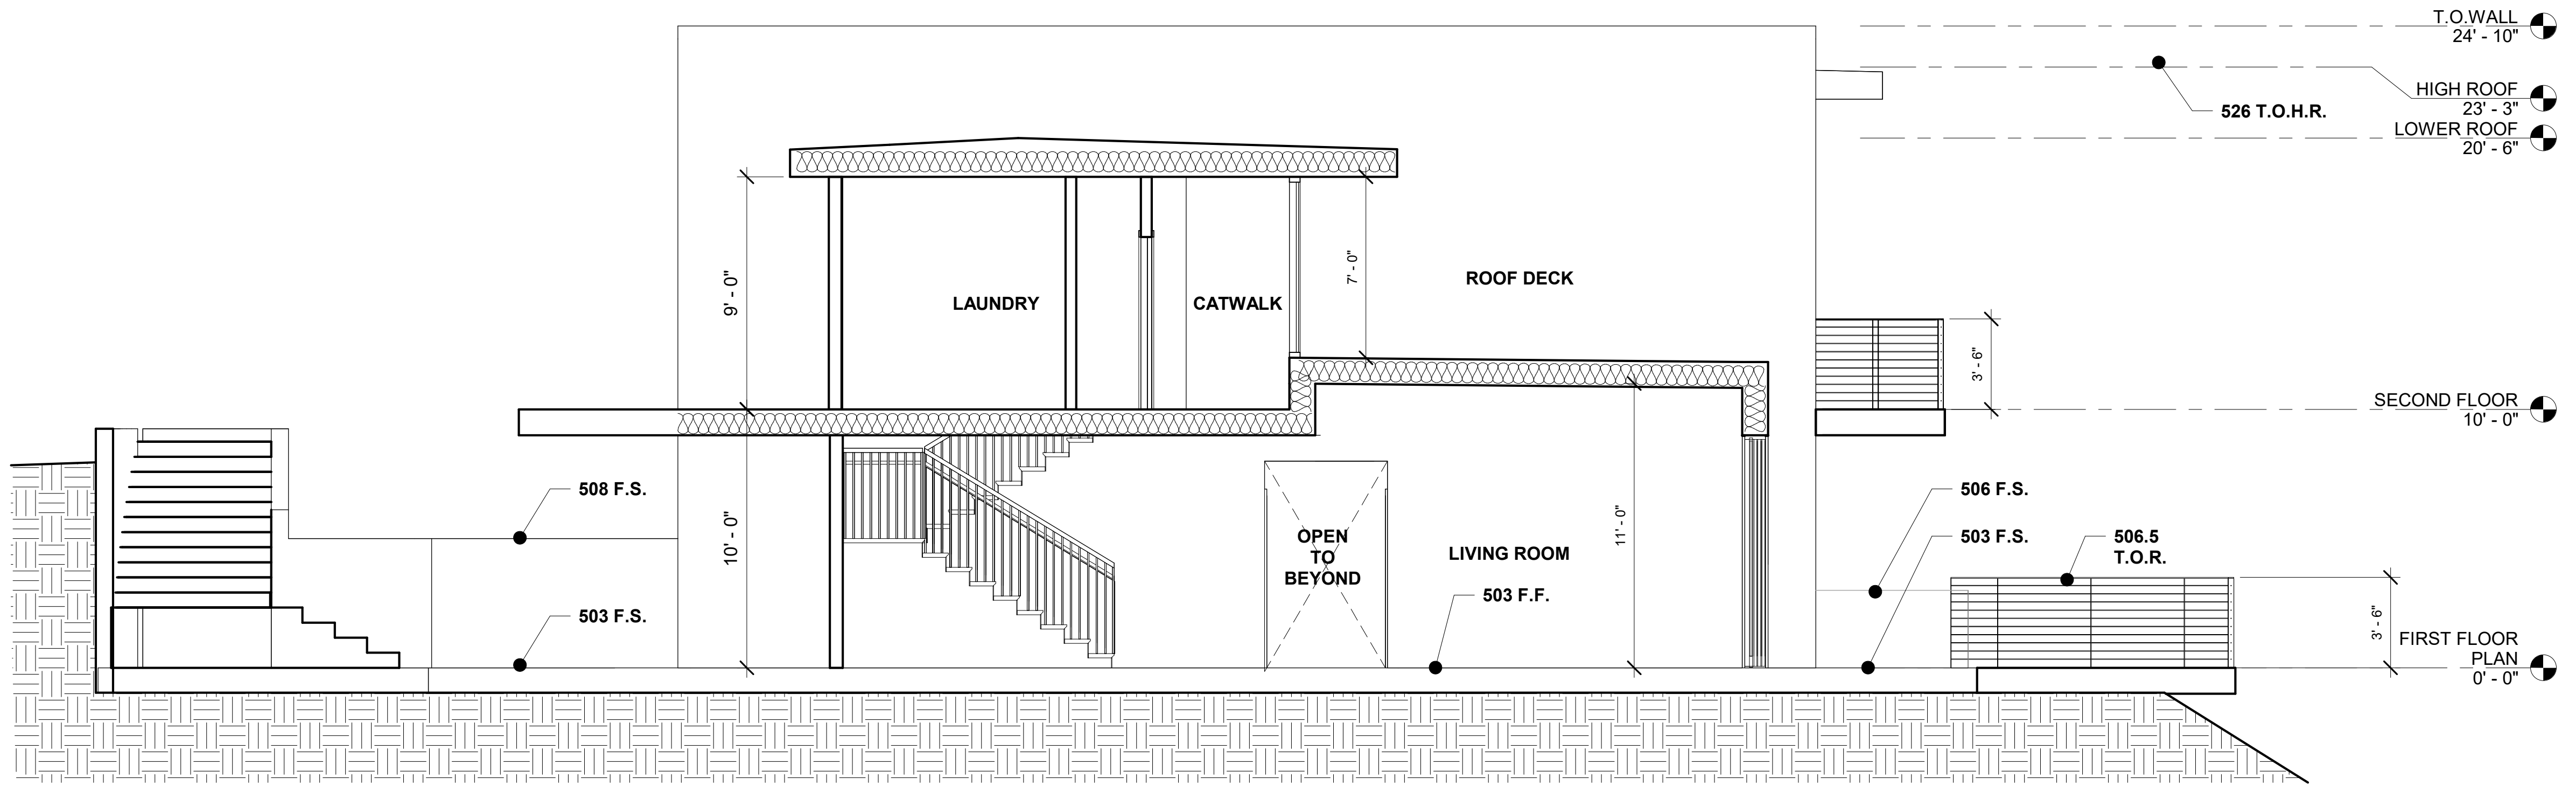 T.O.WALL
24' - 10"
HIGH ROOF
23' - 3"
526 T.O.H.R.
LOWER ROOF
20' - 6"
9' - 0"
LAUNDRY
CATWALK
7' - 0"
ROOF DECK
3' - 6"
SECOND FLOOR
10' - 0"
508 F.S.
503 F.S.
10' - 0"
OPEN
TO
BEYOND
LIVING ROOM
503 F.F.
11' - 0"
506 F.S.
503 F.S.
506.5
T.O.R.
3' - 6"
FIRST FLOOR
PLAN
0' - 0"